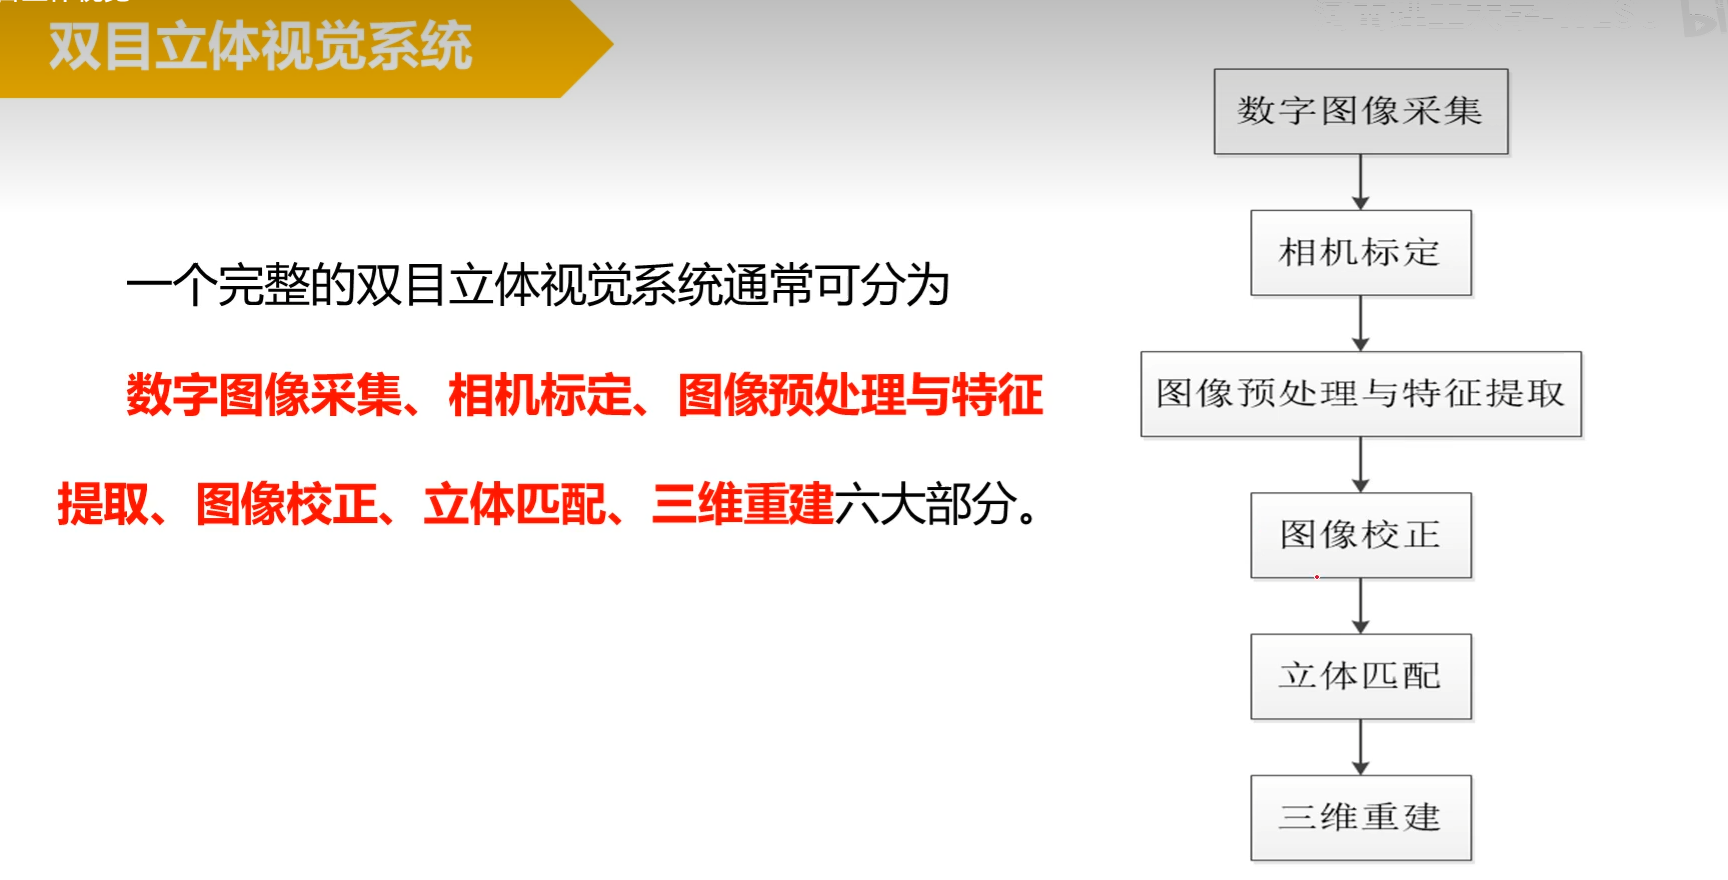 双目立体视觉系统
一个完整的双目立体视觉系统通常可分为
数字图像采集、相机标定、图像预处理与特征
提取、图像校正、立体匹配、三维重建六大部分。
数字图像采集
相机标定
图像预处理与特征提取
图像校正
立体匹配
三维重建